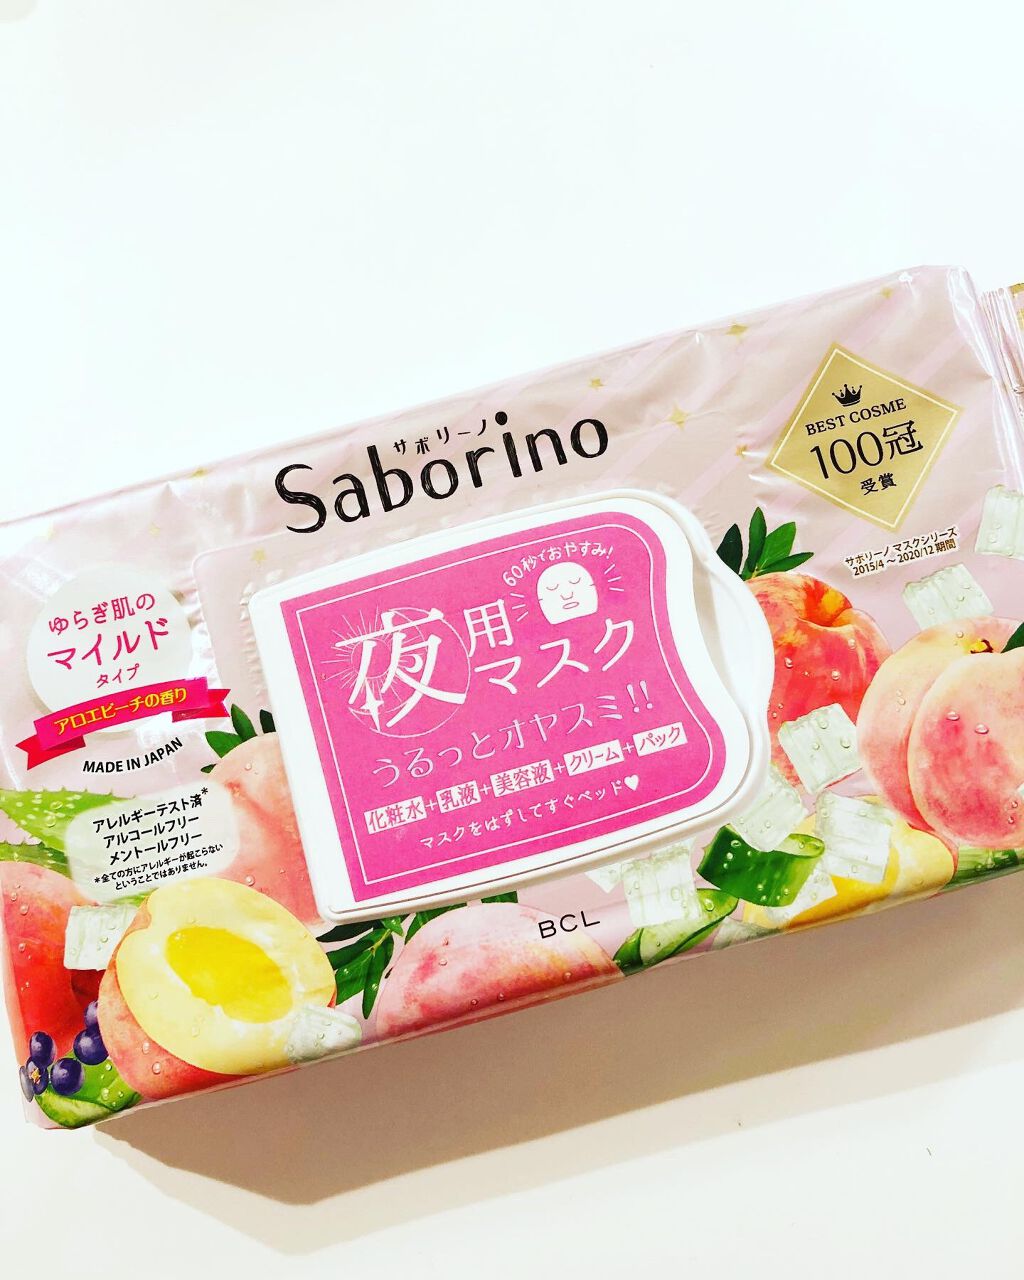 サボリーノ
Saborino
BEST COSME
100冠
受賞
サボリーノ マスクシリーズ
2015/4 ～ 2020/12 期間
ゆらぎ肌の
マイルド
タイプ
アロエピーチの香り
MADE IN JAPAN
アレルギーテスト済*
アルコールフリー
メントールフリー
*全ての方にアレルギーが起こらない
ということではありません。
60秒でおやすみ!
夜用
マスク
うるっとオヤスミ!!
化粧水+乳液+美容液+クリーム+パック
マスクをはずしてすぐベッド♥
BCL